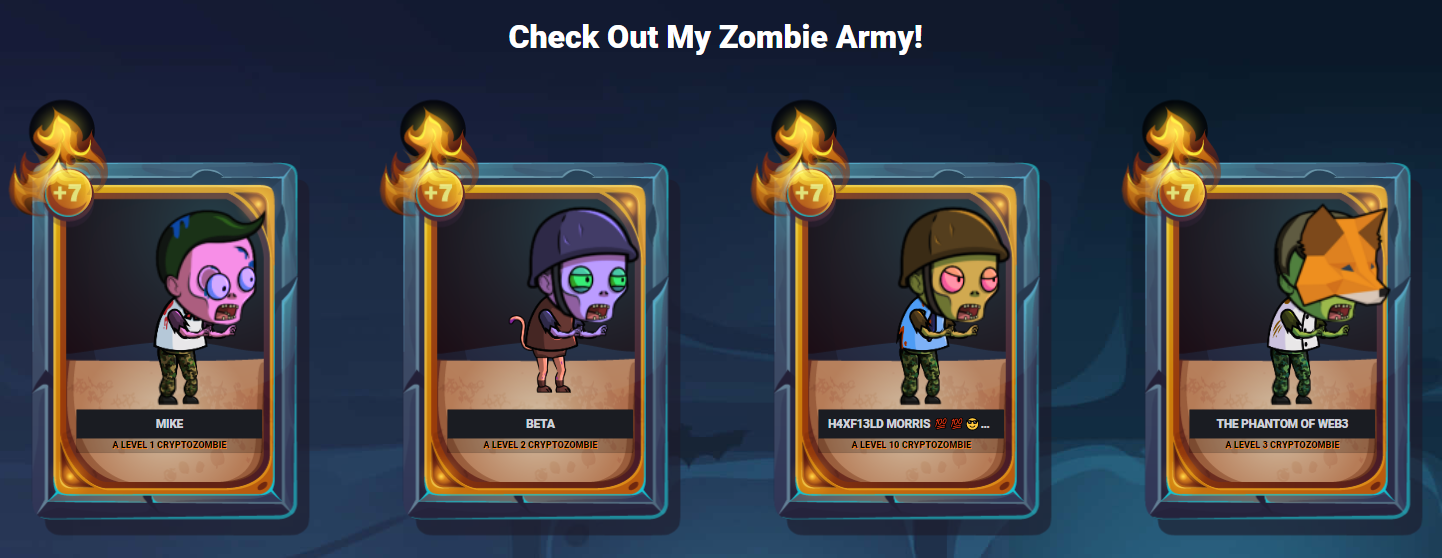 Check Out My Zombie Army!
+7
+7
+7
+7
MIKE
BETA
H4XF13LD MORRIS 💯 💯 😎...
THE PHANTOM OF WEB3
A LEVEL 1 CRYPTOZOMBIE
A LEVEL 2 CRYPTOZOMBIE
A LEVEL 10 CRYPTOZOMBIE
A LEVEL 3 CRYPTOZOMBIE